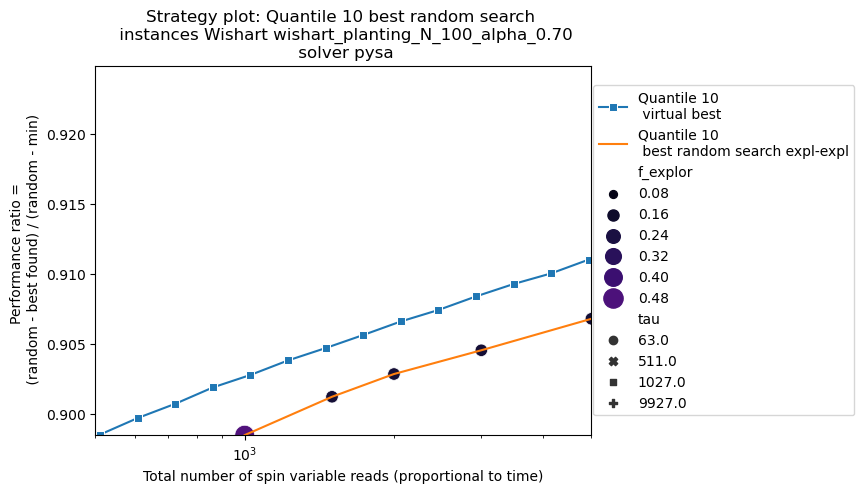 Strategy plot: Quantile 10 best random search
instances Wishart wishart_planting_N_100_alpha_0.70
solver pysa
Performance ratio =
(random - best found) / (random - min)
0.920
0.915
0.910
0.905
0.900
10^3
Total number of spin variable reads (proportional to time)
Quantile 10
virtual best
Quantile 10
best random search expl-expl
f_explor
0.08
0.16
0.24
0.32
0.40
0.48
tau
63.0
511.0
1027.0
9927.0